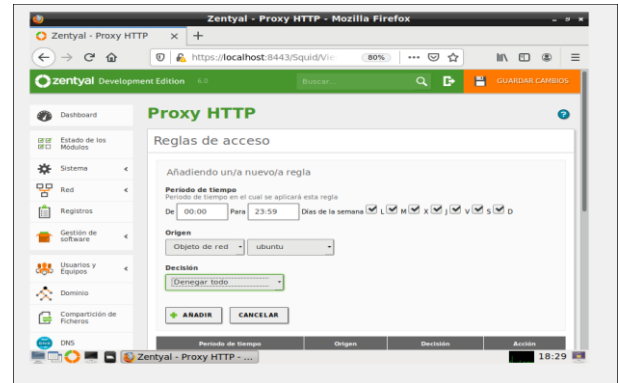 Zentyal - Proxy HTTP - Mozilla Firefox
Zentyal - Proxy HTTP
https://localhost:8443/Squid/Vie
80%
zentyal Development Edition 6.0
Buscar...
GUARDAR CAMBIOS
Dashboard
Estado de los
Módulos
Sistema
Red
Registros
Gestión de
software
Usuarios y
Equipos
Dominio
Compartición de
Ficheros
DNS
Proxy HTTP
Reglas de acceso
Añadiendo un/a nuevo/a regla
Periodo de tiempo
Periodo de tiempo en el cual se aplicará esta regla
De 00:00 Para 23:59 Días de la semana L M X J V S D
Origen
Objeto de red ubuntu
Decisión
Denegar todo
AÑADIR CANCELAR
Periodo de tiempo Origen Decisión Acción
Zentyal - Proxy HTTP - ...
18:29